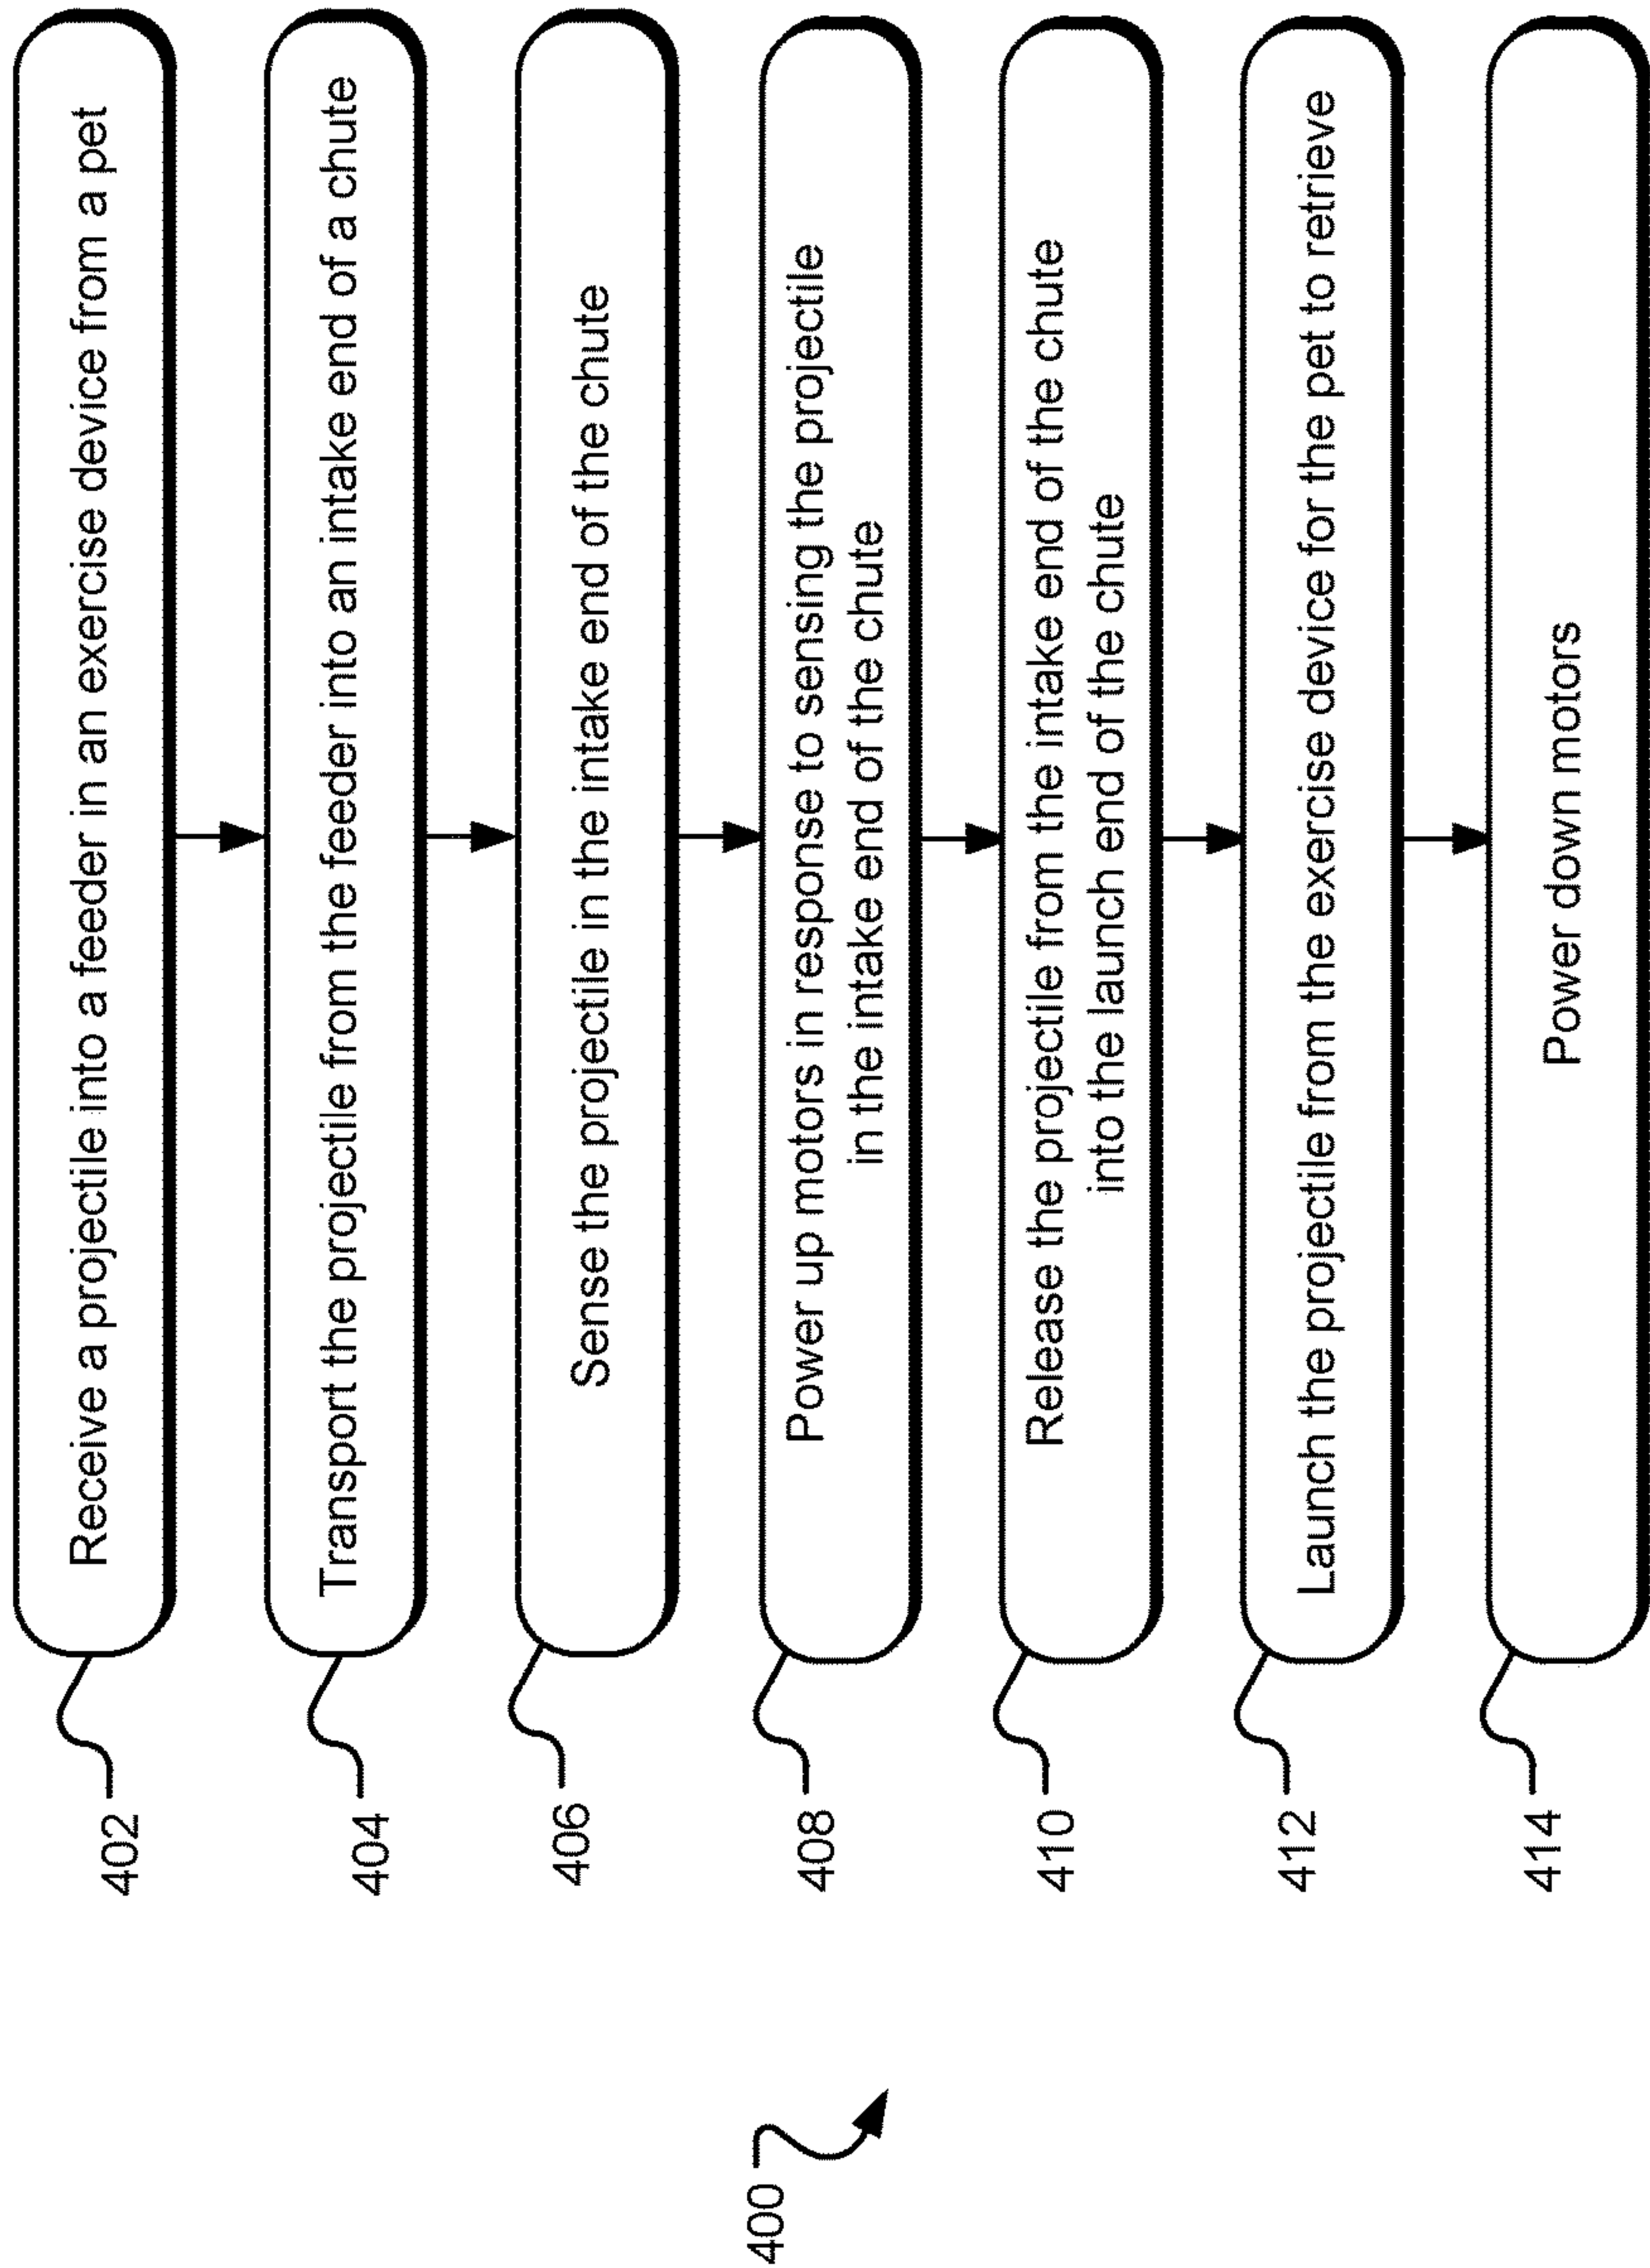 400
402
Receive a projectile into a feeder in an exercise device from a pet
404
Transport the projectile from the feeder into an intake end of a chute
406
Sense the projectile in the intake end of the chute
408
Power up motors in response to sensing the projectile
in the intake end of the chute
410
Release the projectile from the intake end of the chute
into the launch end of the chute
412
Launch the projectile from the exercise device for the pet to retrieve
414
Power down motors